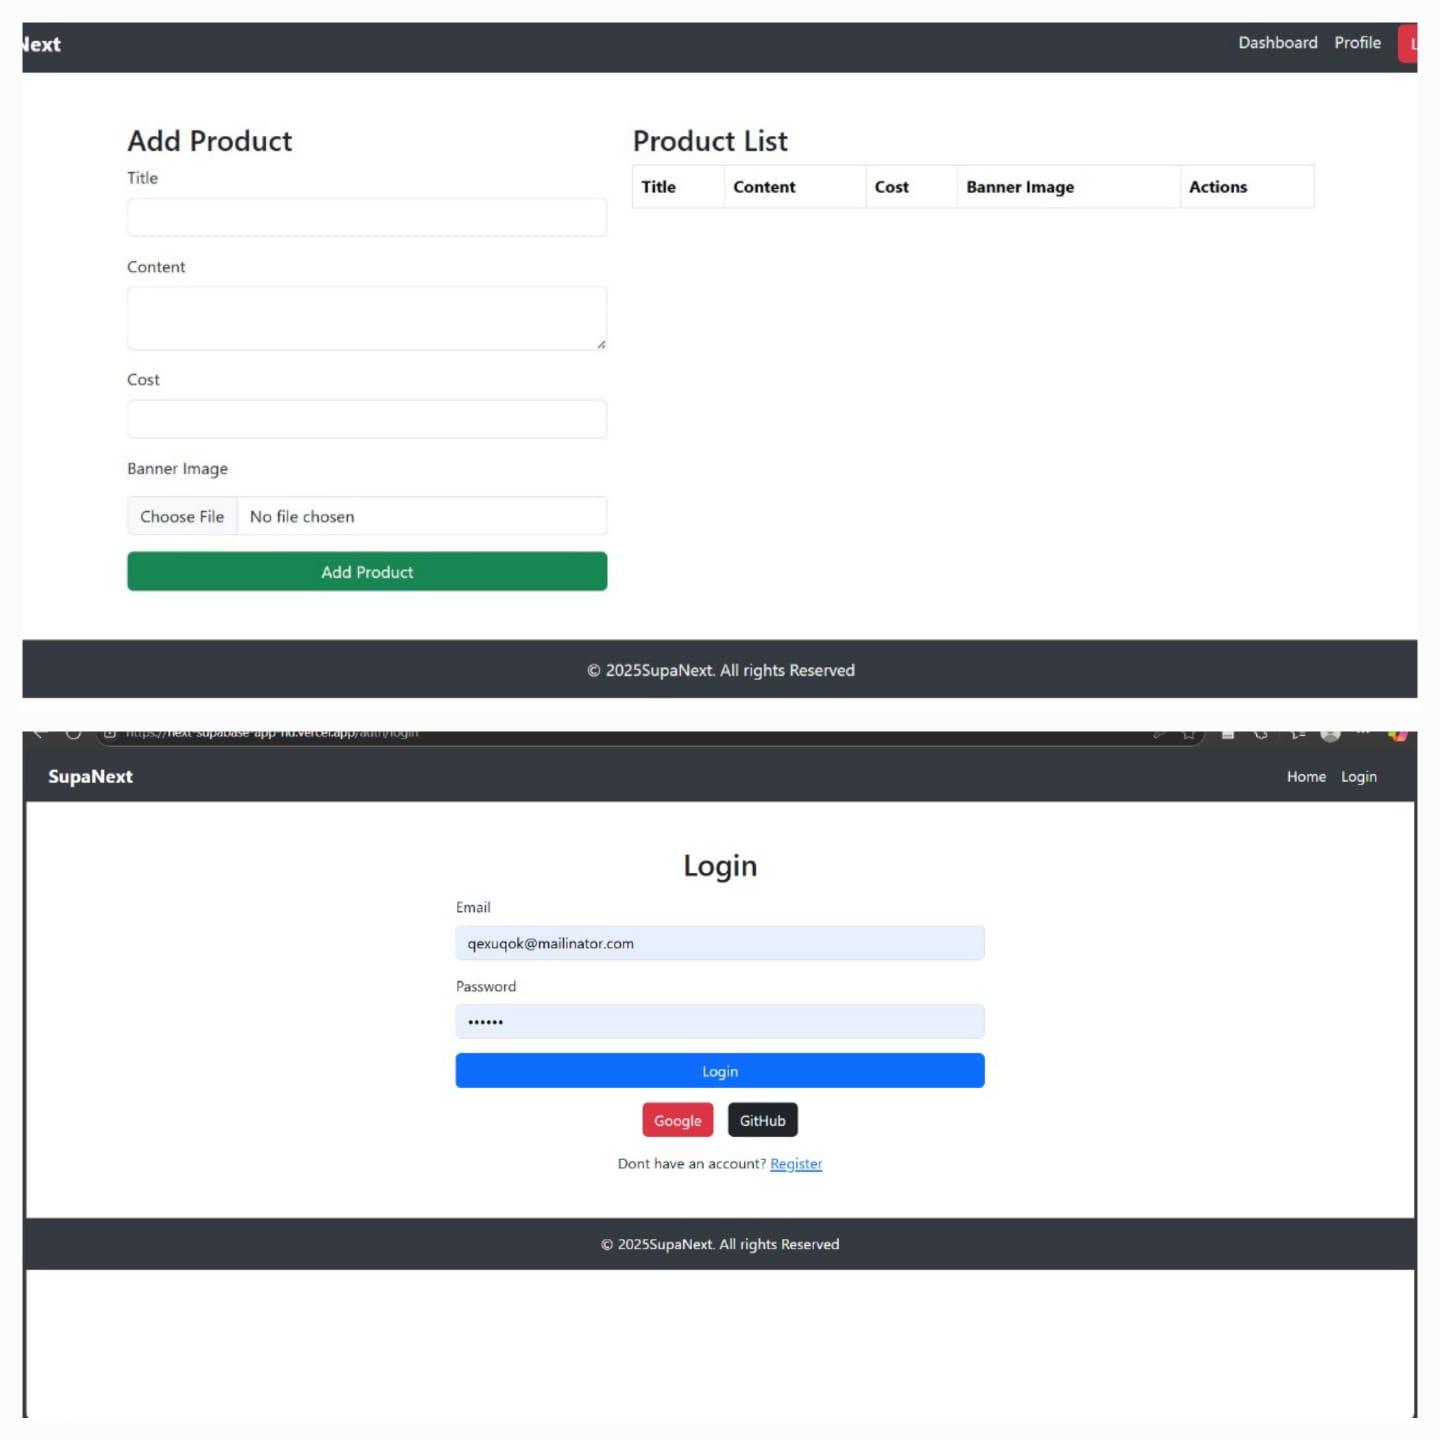 Next
Dashboard Profile
Add Product
Title
Content
Cost
Banner Image
Choose File No file chosen
Add Product
Product List
Title Content Cost Banner Image Actions
© 2025SupaNext. All rights Reserved
https://next-supabase-app-nu.vercel.app/auth/login
SupaNext
Home Login
Login
Email
qexuqok@mailinator.com
Password
••••••
Login
Google GitHub
Dont have an account? Register
© 2025SupaNext. All rights Reserved